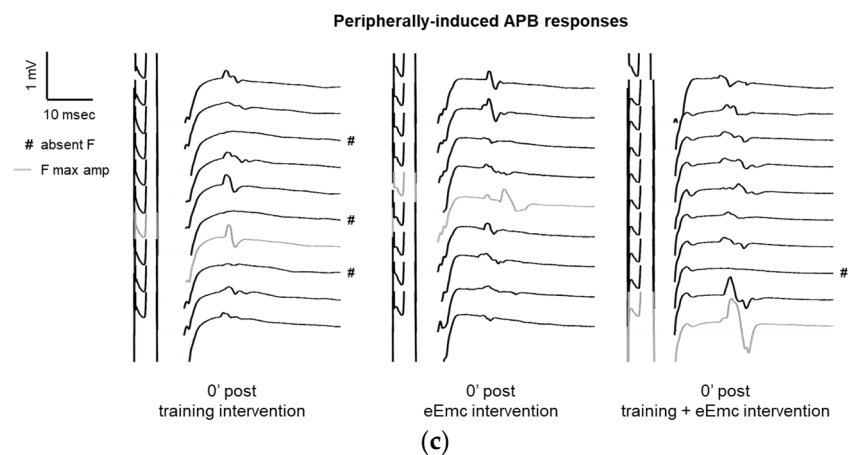 Peripherally-induced APB responses
1 mV
10 msec
# absent F
F max amp
#
#
#
#
0’ post
training intervention
0’ post
eEmc intervention
0’ post
training + eEmc intervention
(c)